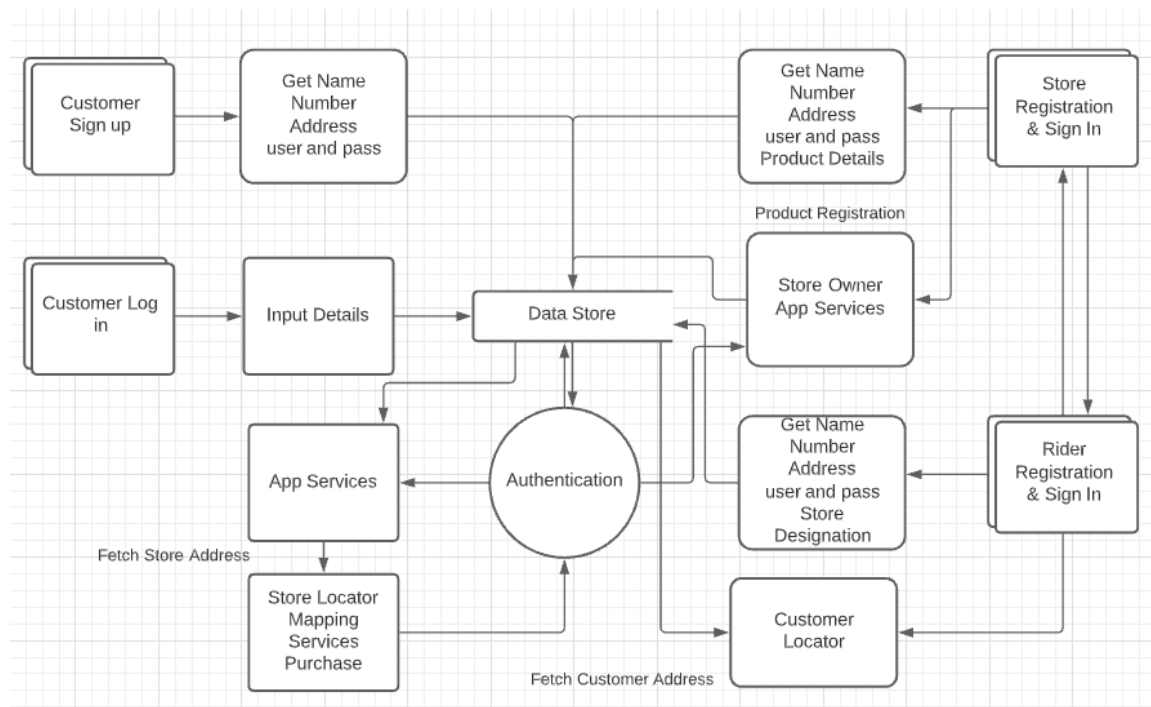 Customer
Sign up
Get Name
Number
Address
user and pass
Get Name
Number
Address
user and pass
Product Details
Store
Registration
& Sign In
Product Registration
Customer Log
in
Input Details
Data Store
Store Owner
App Services
App Services
Authentication
Get Name
Number
Address
user and pass
Store
Designation
Rider
Registration
& Sign In
Fetch Store Address
Store Locator
Mapping
Services
Purchase
Customer
Locator
Fetch Customer Address